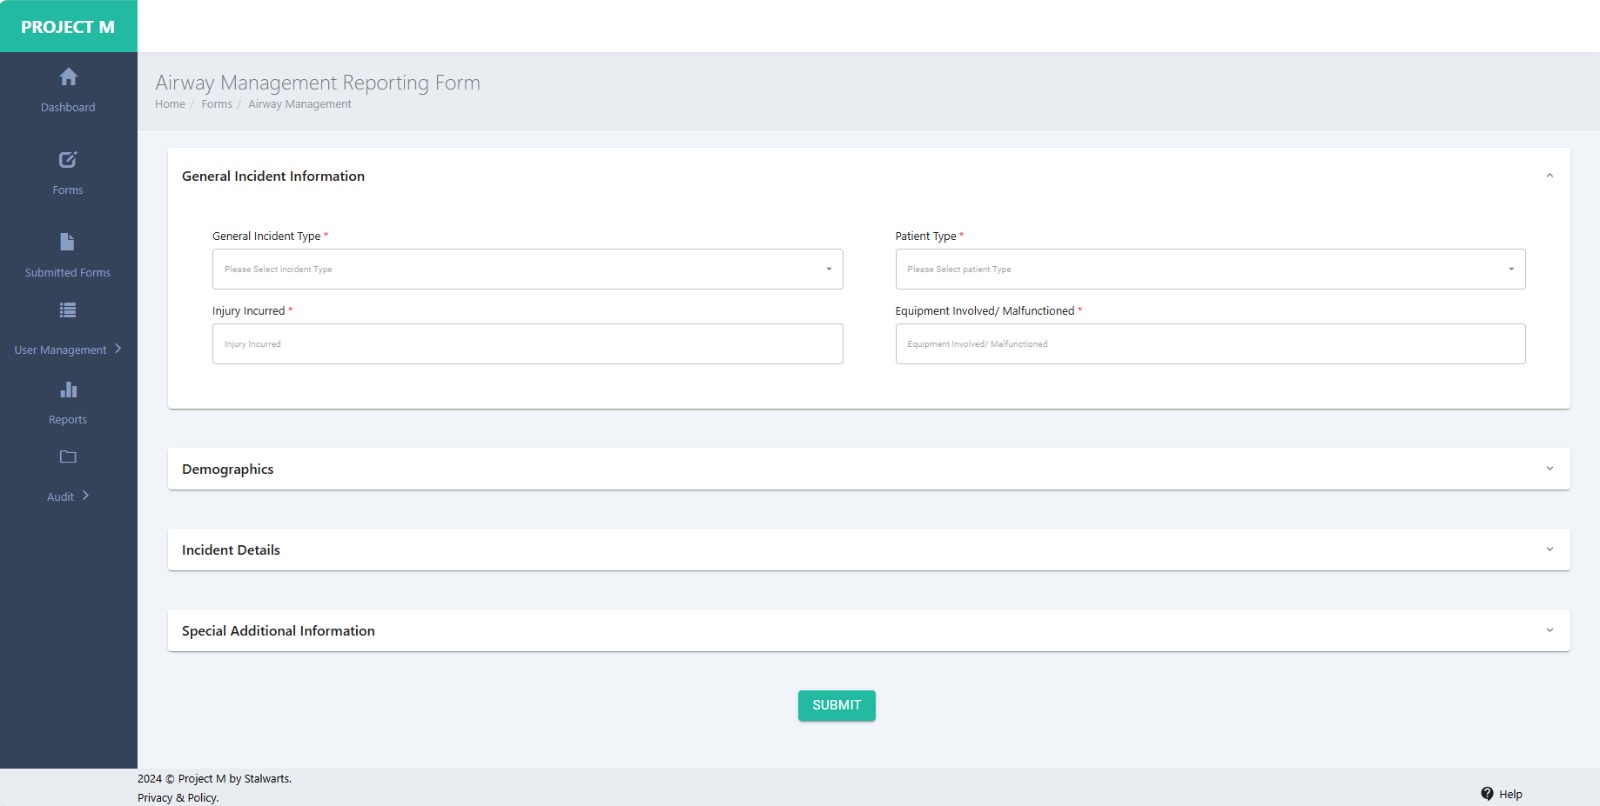 PROJECT M
Dashboard
Forms
Submitted Forms
User Management
Reports
Audit
Airway Management Reporting Form
Home / Forms / Airway Management
General Incident Information
General Incident Type * Patient Type *
Please Select incident Type Please Select patient Type
Injury Incurred * Equipment Involved/ Malfunctioned *
Injury Incurred Equipment Involved/ Malfunctioned
Demographics
Incident Details
Special Additional Information
SUBMIT
2024 © Project M by Stalwarts.
Privacy & Policy.
Help